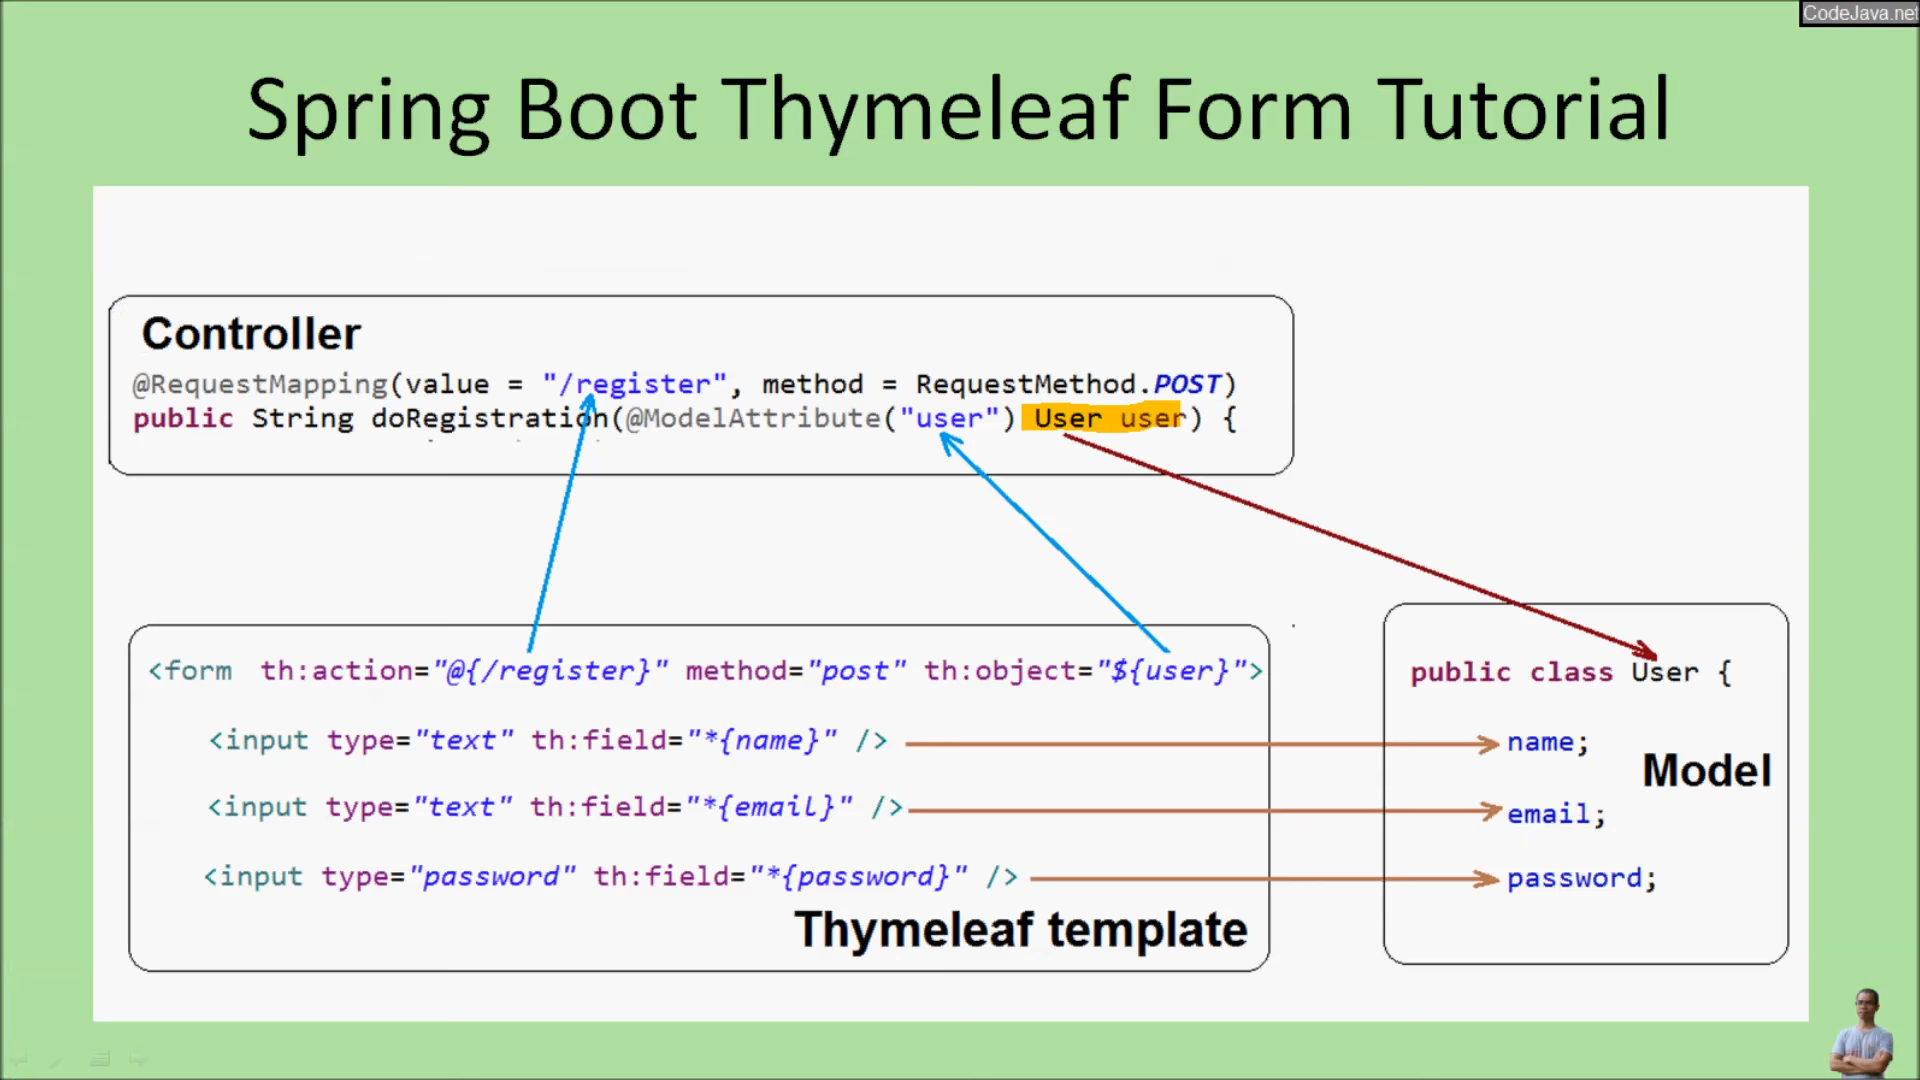 CodeJava.net
Spring Boot Thymeleaf Form Tutorial
Controller
@RequestMapping(value = "/register", method = RequestMethod.POST)
public String doRegistration(@ModelAttribute("user") User user) {
<form th:action="@{/register}" method="post" th:object="${user}">
<input type="text" th:field="*{name}" />
<input type="text" th:field="*{email}" />
<input type="password" th:field="*{password}" />
Thymeleaf template
public class User {
name;
Model
email;
password;